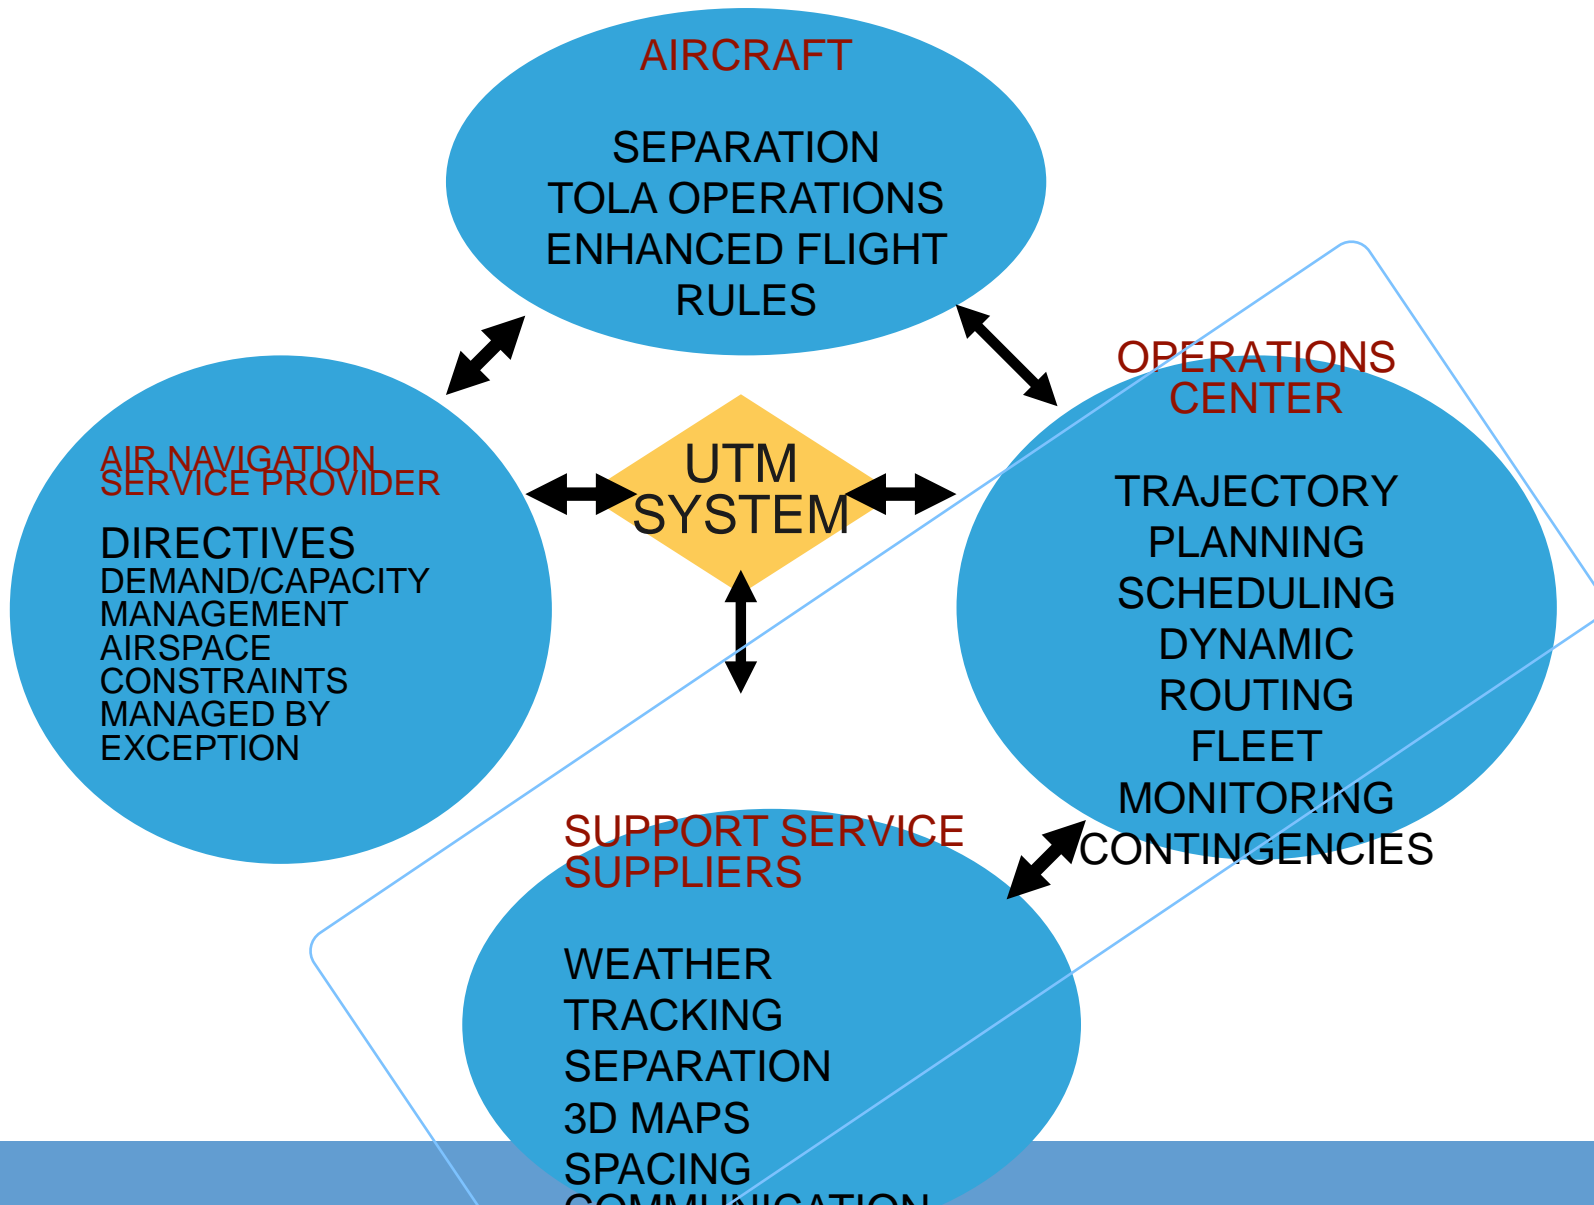 AIRCRAFT
SEPARATION
TOLA OPERATIONS
ENHANCED FLIGHT
RULES
OPERATIONS
CENTER
TRAJECTORY
PLANNING
SCHEDULING
DYNAMIC
ROUTING
FLEET
MONITORING
CONTINGENCIES
UTM
SYSTEM
AIR NAVIGATION
SERVICE PROVIDER
DIRECTIVES
DEMAND/CAPACITY
MANAGEMENT
AIRSPACE
CONSTRAINTS
MANAGED BY
EXCEPTION
SUPPORT SERVICE
SUPPLIERS
WEATHER
TRACKING
SEPARATION
3D MAPS
SPACING
COMMUNICATION